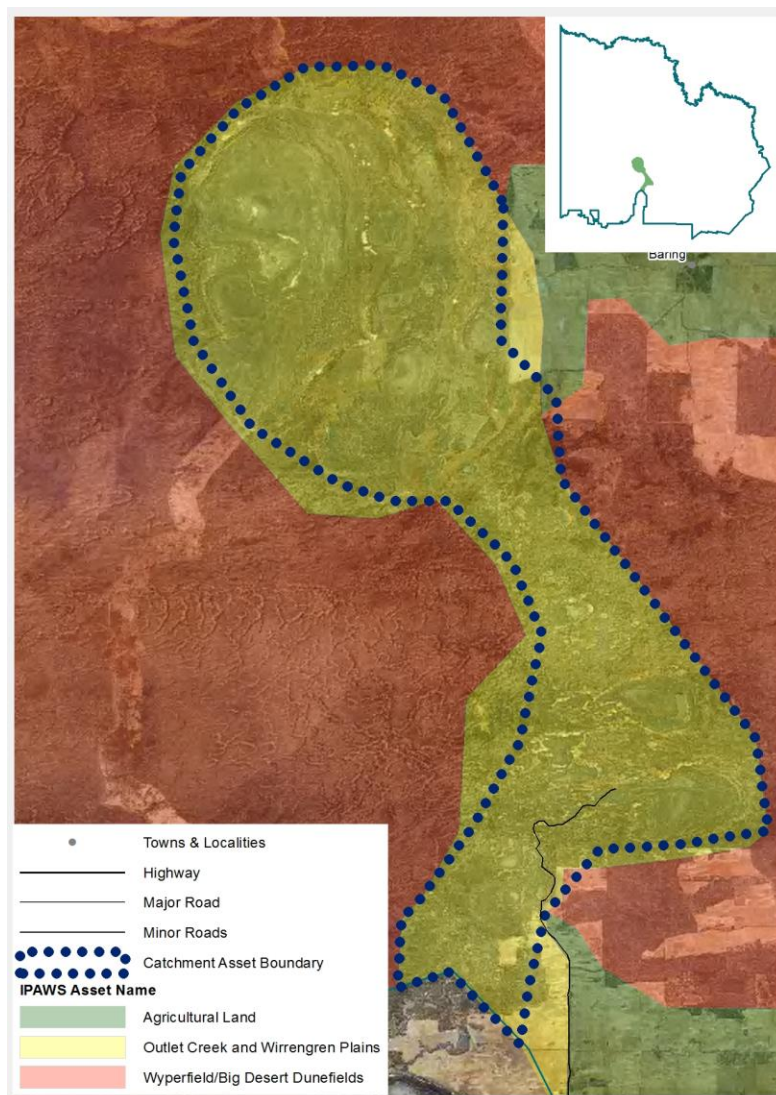 Baring
Towns & Localities
Highway
Major Road
Minor Roads
Catchment Asset Boundary
IPAWS Asset Name
Agricultural Land
Outlet Creek and Wirrengren Plains
Wyperfield/Big Desert Dunefields